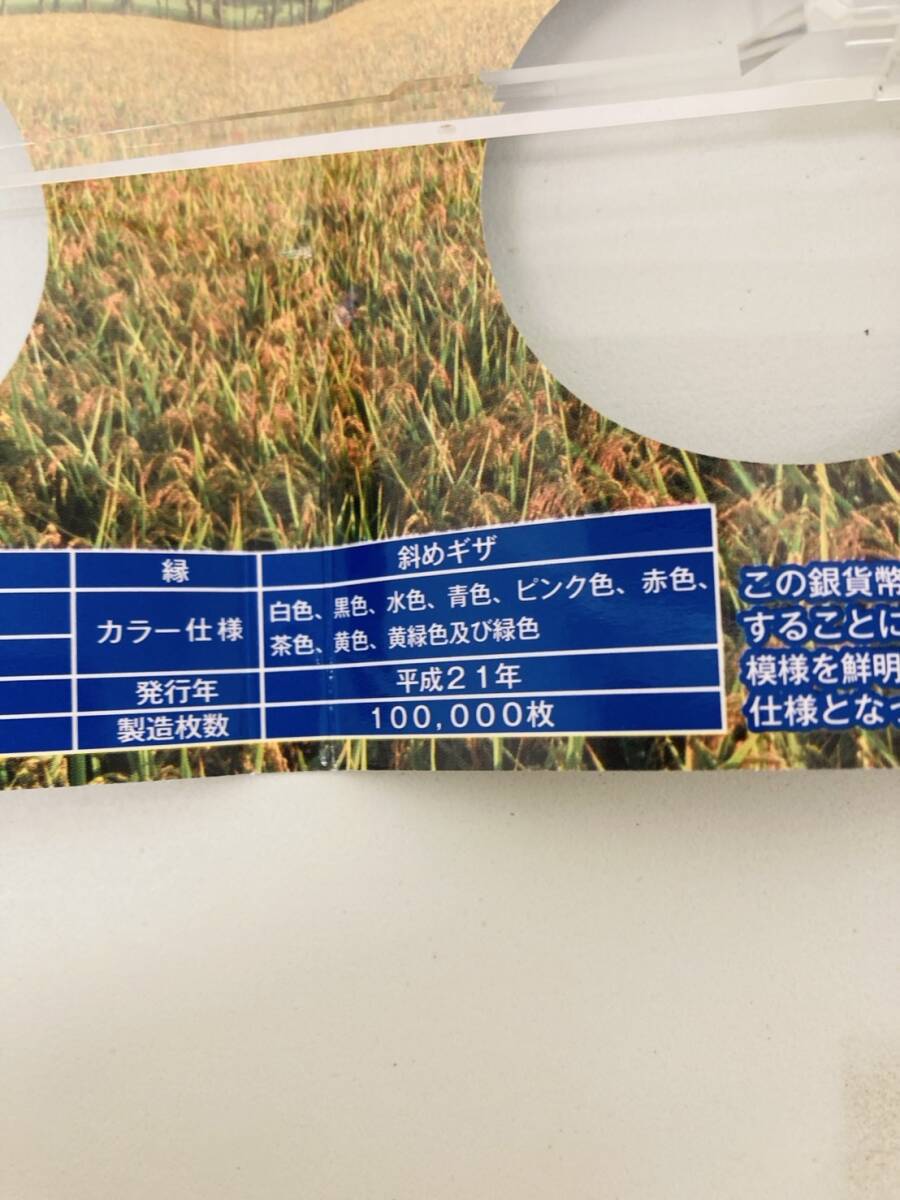 縁 斜めギザ
カラー仕様 白色、黒色、水色、青色、ピンク色、赤色、
茶色、黄色、黄緑色及び緑色
発行年 平成21年
製造枚数 100,000枚
この銀貨幣
することに
模様を鮮明
仕様となっ